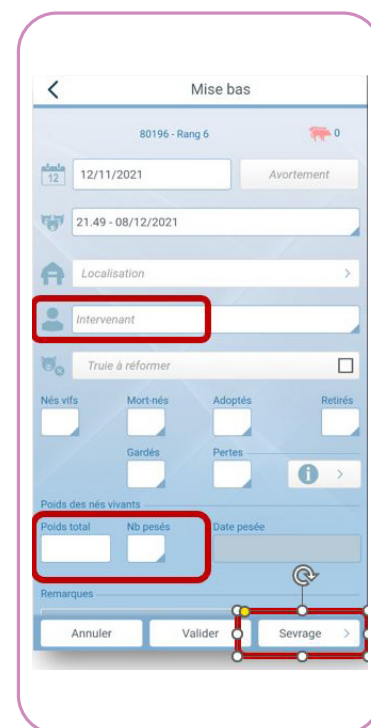 Mise bas
80196 - Rang 6
0
12
12/11/2021
Avortement
21.49 - 08/12/2021
Localisation
Intervenant
Truie à réformer
Nés vifs Mort-nés Adoptés Retirés
Gardés Pertes
Poids des nés vivants
Poids total Nb pesés Date pesée
Remarques
Annuler Valider Sevrage